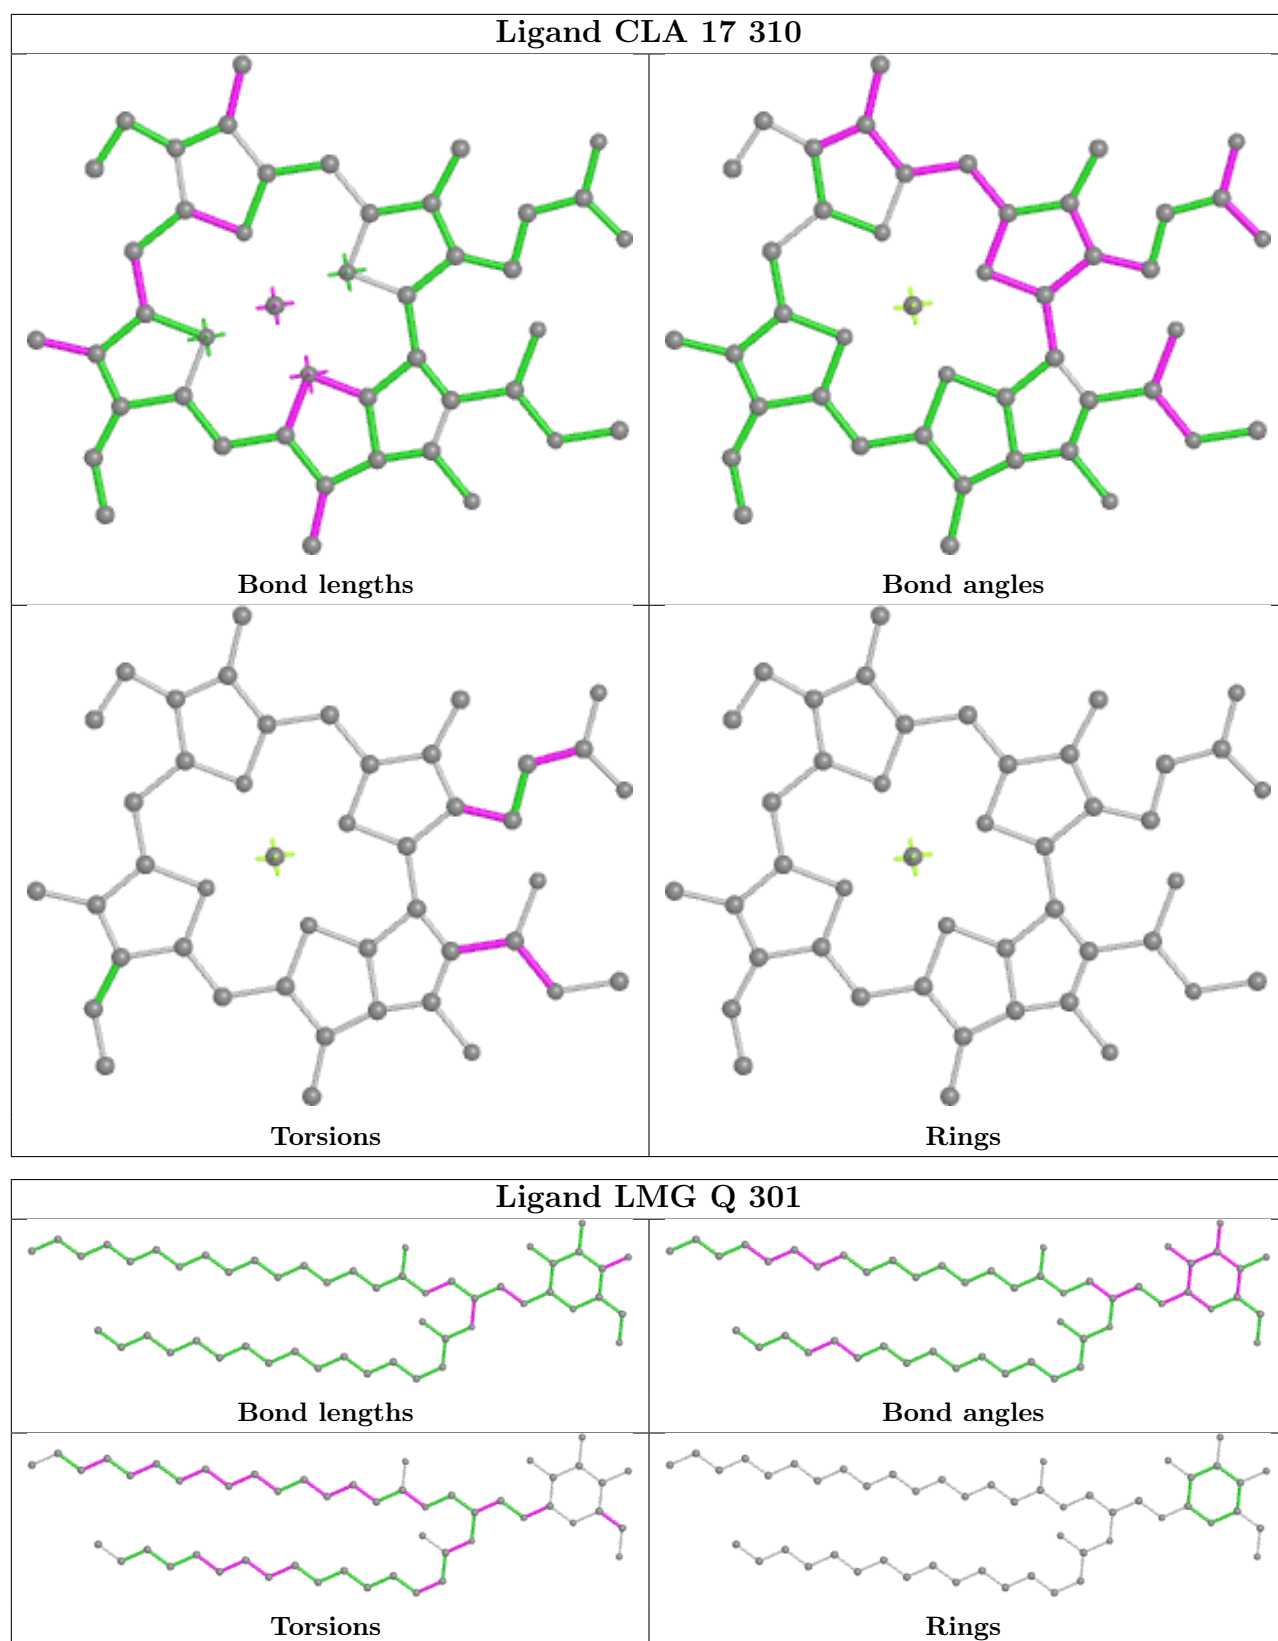 Ligand CLA 17 310
Bond lengths
Bond angles
Torsions
Rings
Ligand LMG Q 301
Bond lengths
Bond angles
Torsions
Rings